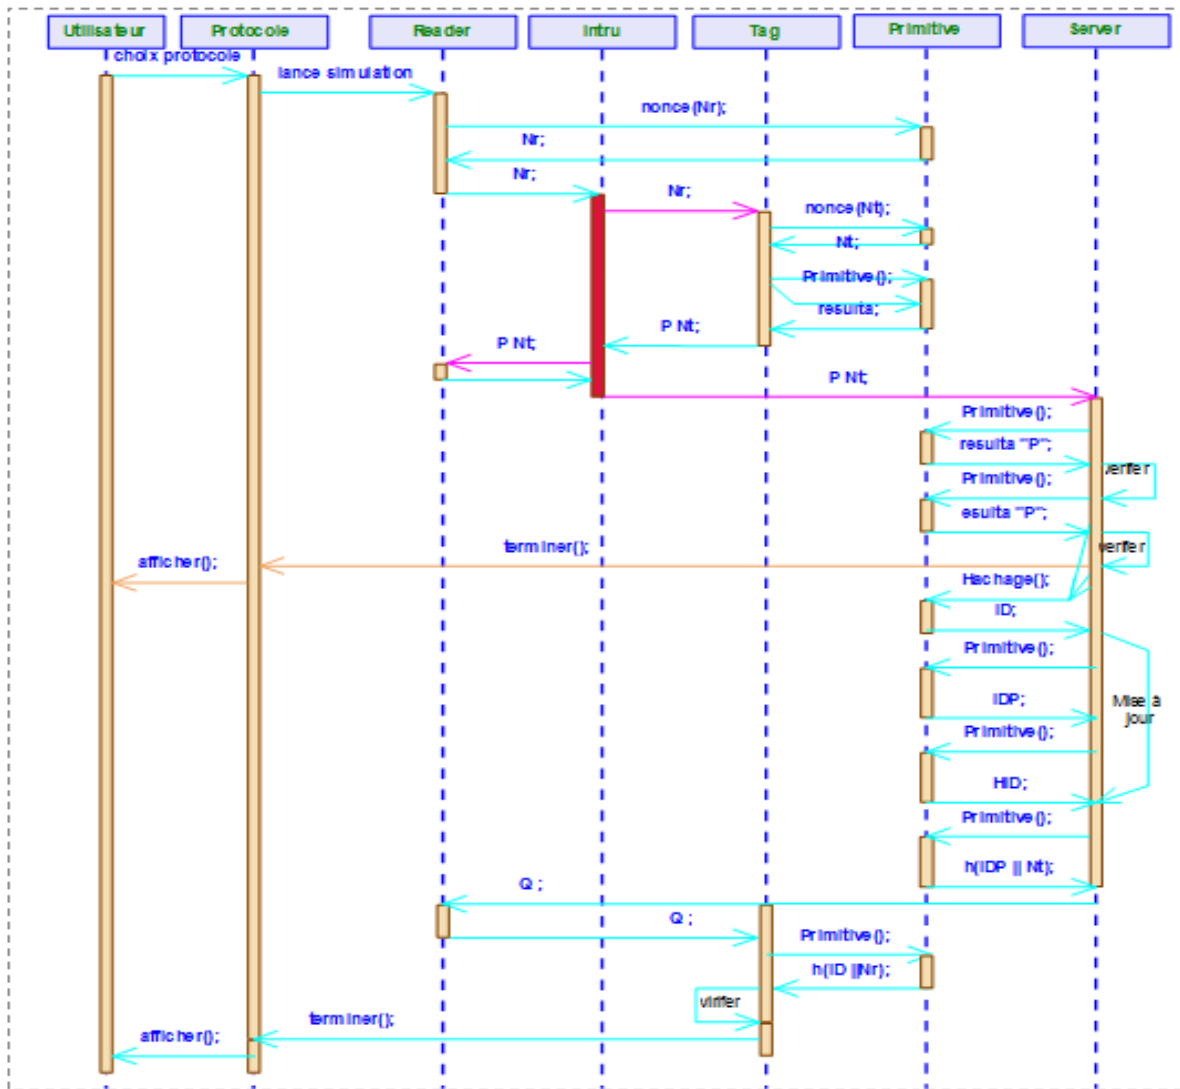 Utilisateur Protocole Reader Intru Tag Primitive Server
choix protocole
lance simulation
nonce(Nr);
Nr;
Nr;
Nr;
nonce(Nt);
Nt;
Primitive();
resulta;
P Nt;
P Nt;
P Nt;
Primitive();
resulta "P";
verifer
Primitive();
esulta "P";
terminer();
verifer
afficher();
Hachage();
ID;
Primitive();
IDP;
Mise à
jour
Primitive();
HID;
Primitive();
h(IDP || Nt);
Q ;
Q ;
Primitive();
h(ID ||Nr);
virifer
terminer();
afficher();